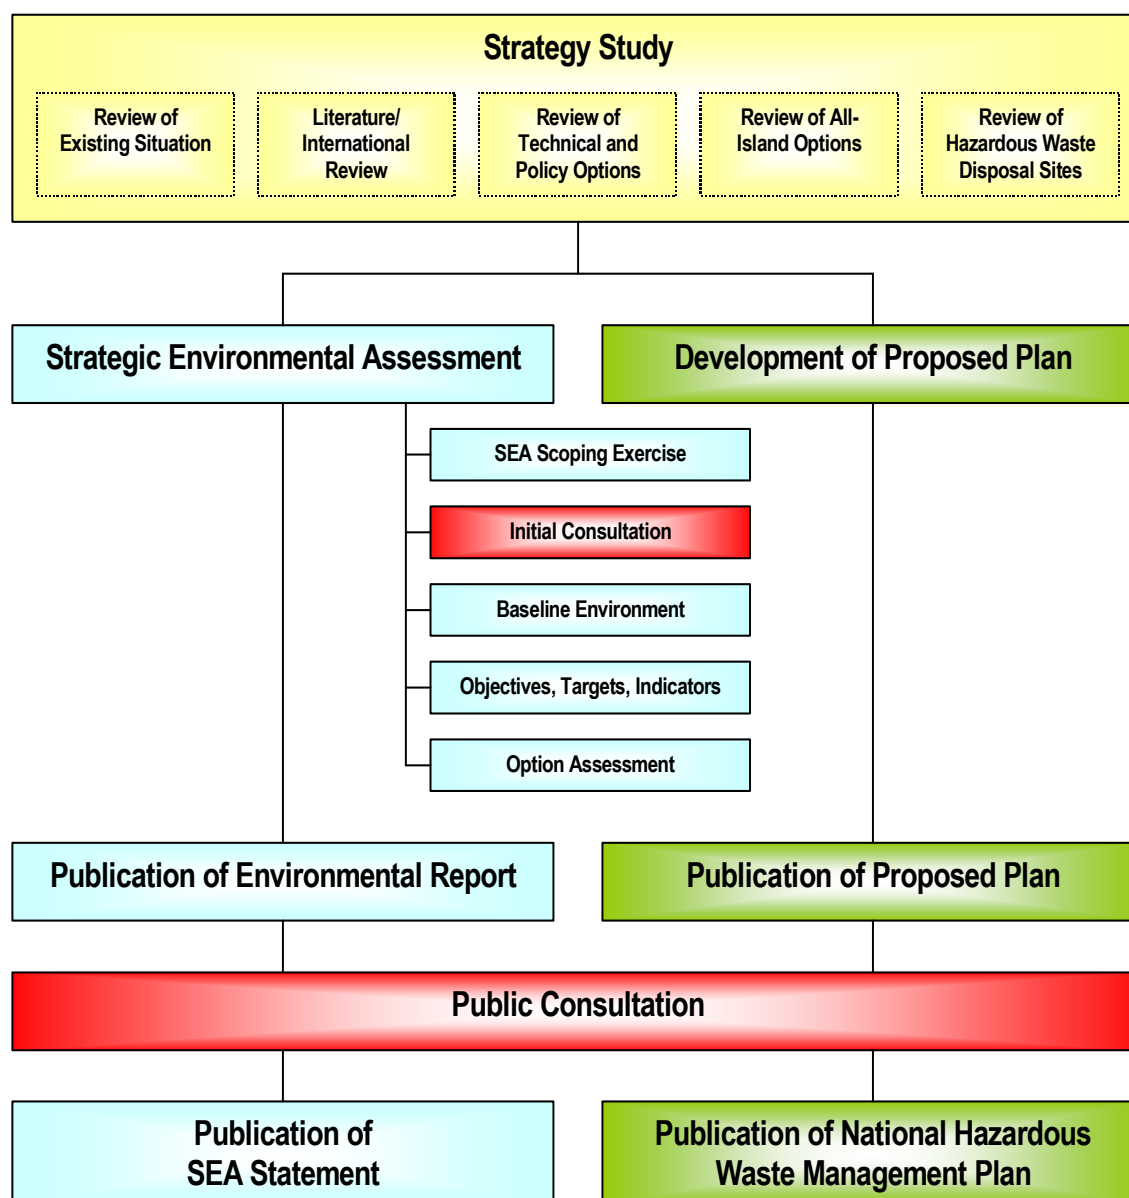 Strategy Study
Review of
Existing Situation
Literature/
International
Review
Review of
Technical and
Policy Options
Review of All-
Island Options
Review of
Hazardous Waste
Disposal Sites
Strategic Environmental Assessment
Development of Proposed Plan
SEA Scoping Exercise
Initial Consultation
Baseline Environment
Objectives, Targets, Indicators
Option Assessment
Publication of Environmental Report
Publication of Proposed Plan
Public Consultation
Publication of
SEA Statement
Publication of National Hazardous
Waste Management Plan